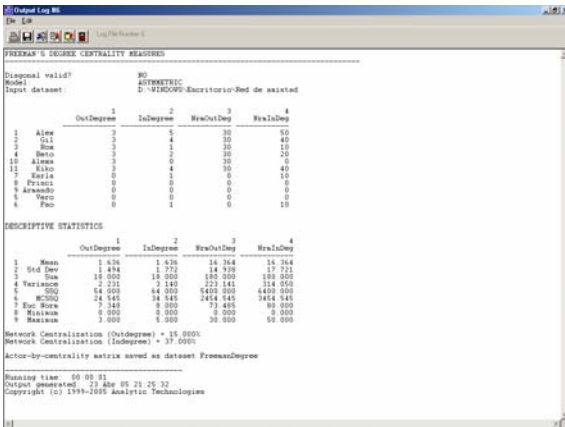 Output Log #6
File Edit
Log File Number 6
FREEMAN'S DEGREE CENTRALITY MEASURES
Diagonal valid? NO
Model: ASYMMETRIC
Input dataset: D:\WINDOWS\Escritorio\Red de amistad
1 2 3 4
OutDegree InDegree NrmOutDeg NrmInDeg
1 Alex 3 5 30 50
2 Gil 3 4 30 40
3 Rox 3 1 30 10
4 Beto 3 2 30 20
10 Alexa 3 0 30 0
11 Kiko 3 4 30 40
7 Karla 0 1 0 10
8 Prisci 0 0 0 0
9 Armando 0 0 0 0
5 Vero 0 0 0 0
6 Pao 0 1 0 10
DESCRIPTIVE STATISTICS
1 2 3 4
OutDegree InDegree NrmOutDeg NrmInDeg
1 Mean 1.636 1.636 16.364 16.364
2 Std Dev 1.494 1.772 14.938 17.721
3 Sum 18.000 18.000 180.000 180.000
4 Variance 2.231 3.140 223.141 314.050
5 SSQ 54.000 64.000 5400.000 6400.000
6 MCSSQ 24.545 34.545 2454.545 3454.545
7 Euc Norm 7.348 8.000 73.485 80.000
8 Minimum 0.000 0.000 0.000 0.000
9 Maximum 3.000 5.000 30.000 50.000
Network Centralization (Outdegree) = 15.000%
Network Centralization (Indegree) = 37.000%
Actor-by-centrality matrix saved as dataset FreemanDegree
Running time: 00:00:01
Output generated: 23 Abr 05 21:25:32
Copyright (c) 1999-2005 Analytic Technologies